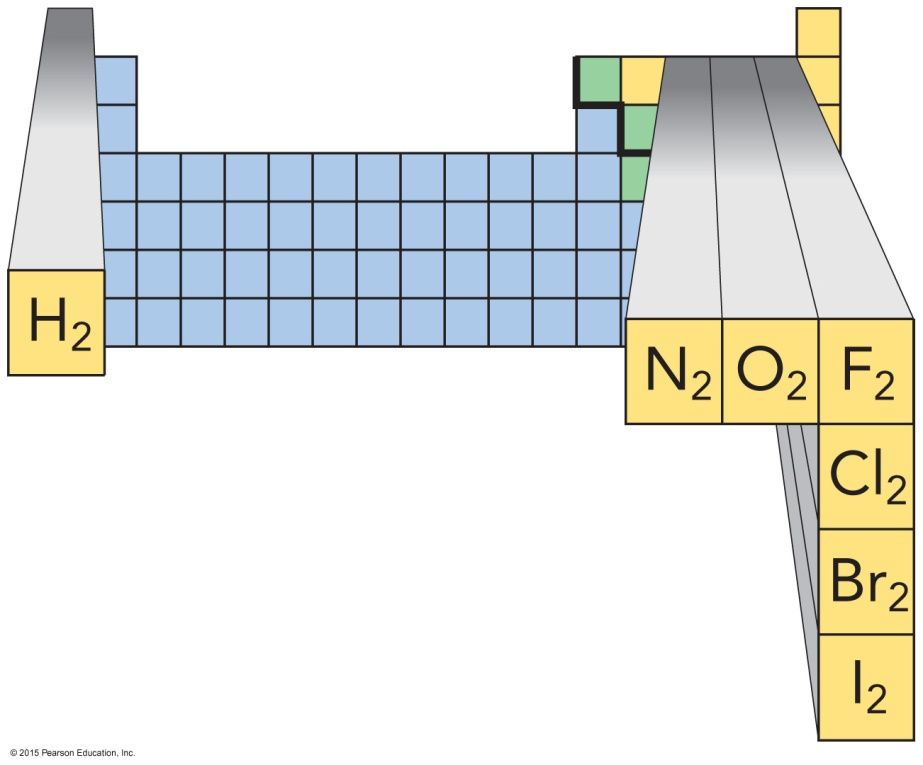 H2
N2 O2 F2
Cl2
Br2
I2
© 2015 Pearson Education, Inc.